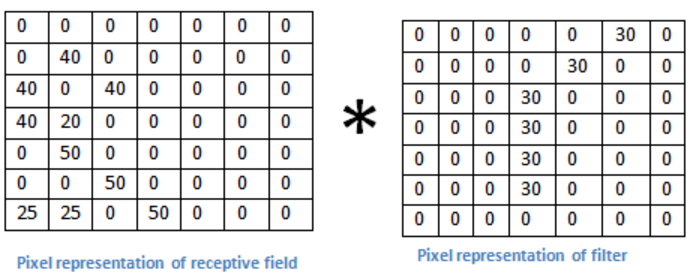 0 0 0 0 0 0 0
0 40 0 0 0 0 0
40 0 40 0 0 0 0
40 20 0 0 0 0 0
0 50 0 0 0 0 0
0 0 50 0 0 0 0
25 25 0 50 0 0 0
*
0 0 0 0 0 30 0
0 0 0 0 30 0 0
0 0 0 30 0 0 0
0 0 0 30 0 0 0
0 0 0 30 0 0 0
0 0 0 30 0 0 0
0 0 0 0 0 0 0
Pixel representation of receptive field
Pixel representation of filter